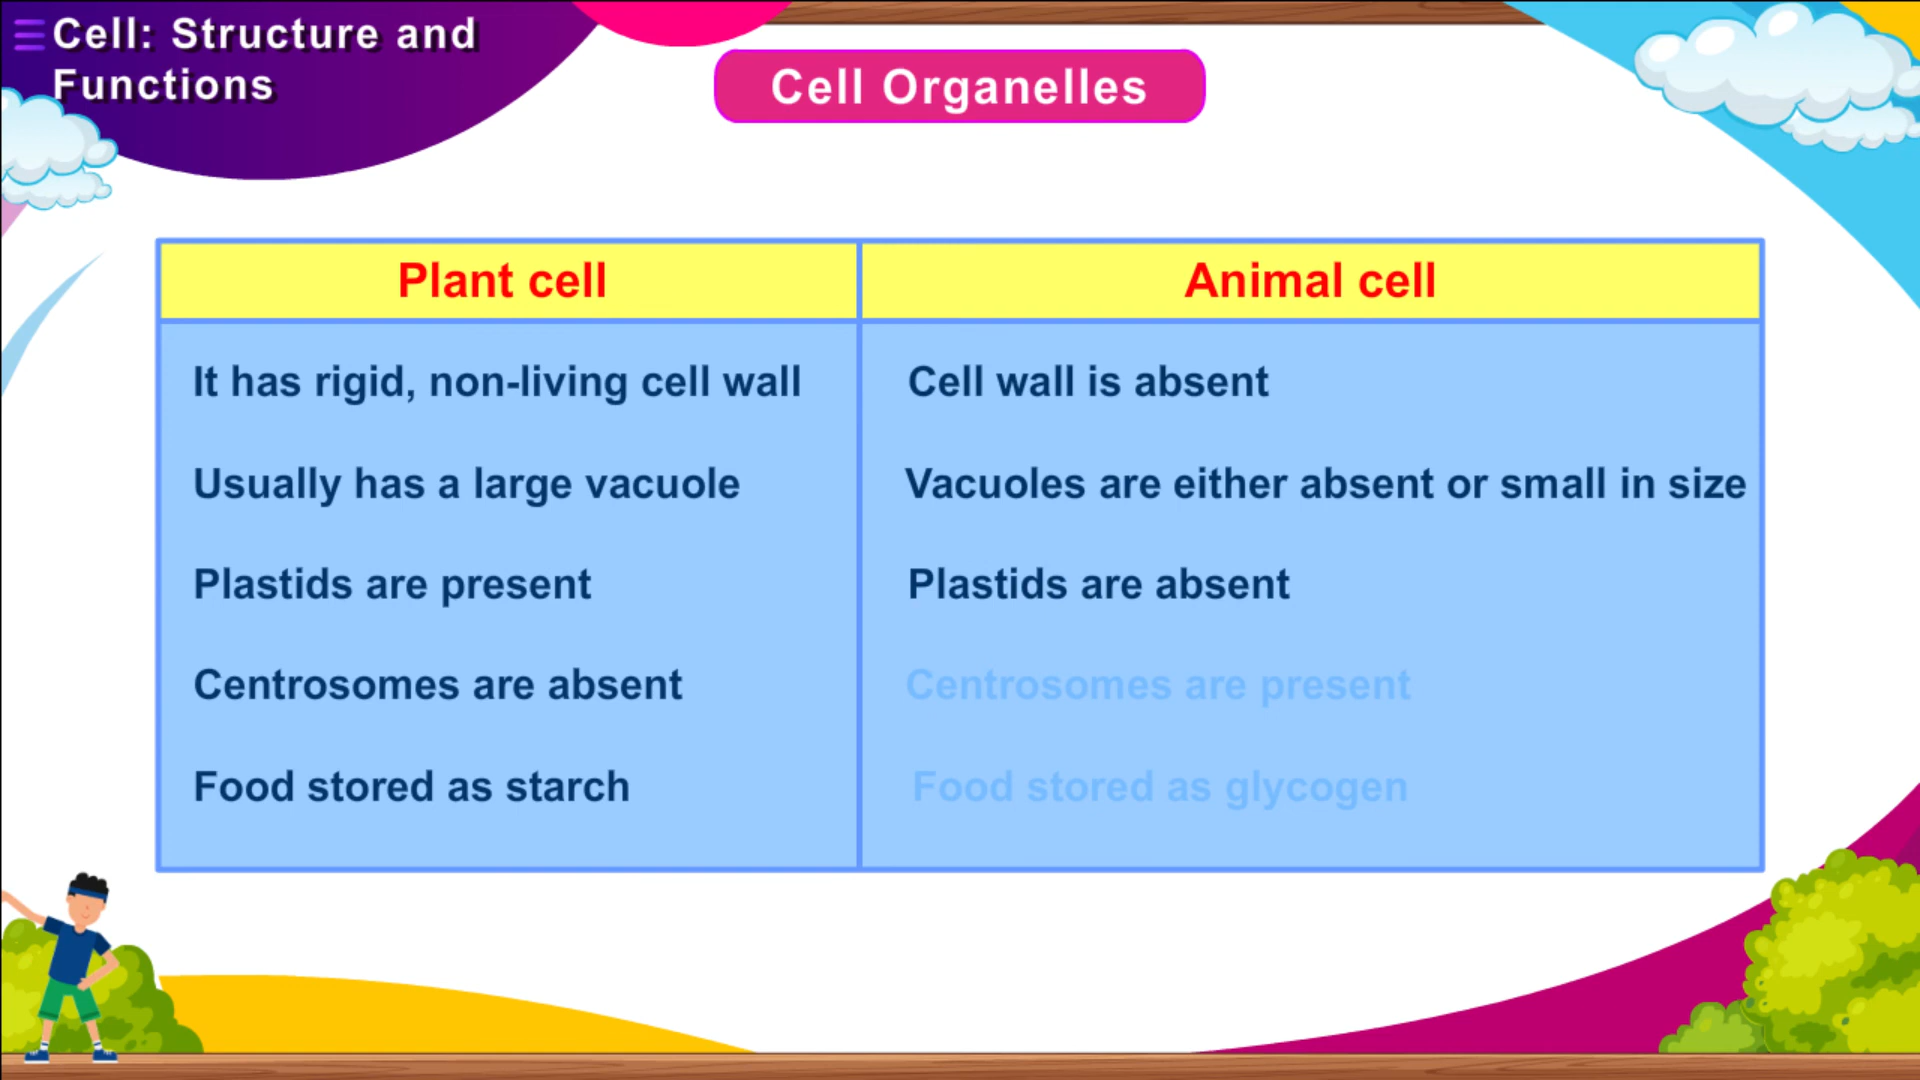 Cell: Structure and
Functions
Cell Organelles
Plant cell
Animal cell
It has rigid, non-living cell wall
Cell wall is absent
Usually has a large vacuole
Vacuoles are either absent or small in size
Plastids are present
Plastids are absent
Centrosomes are absent
Centrosomes are present
Food stored as starch
Food stored as glycogen